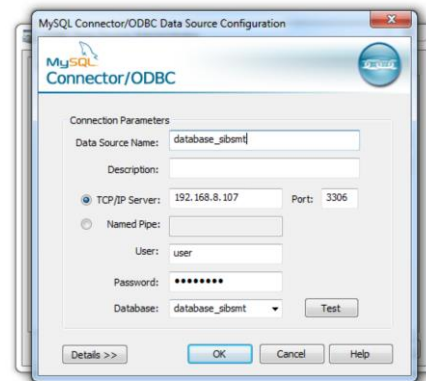 MySQL Connector/ODBC Data Source Configuration
MySQL
Connector/ODBC
Connection Parameters
Data Source Name: database_sibsmt
Description:
TCP/IP Server: 192.168.8.107 Port: 3306
Named Pipe:
User: user
Password: ••••••••
Database: database_sibsmt Test
Details >> OK Cancel Help